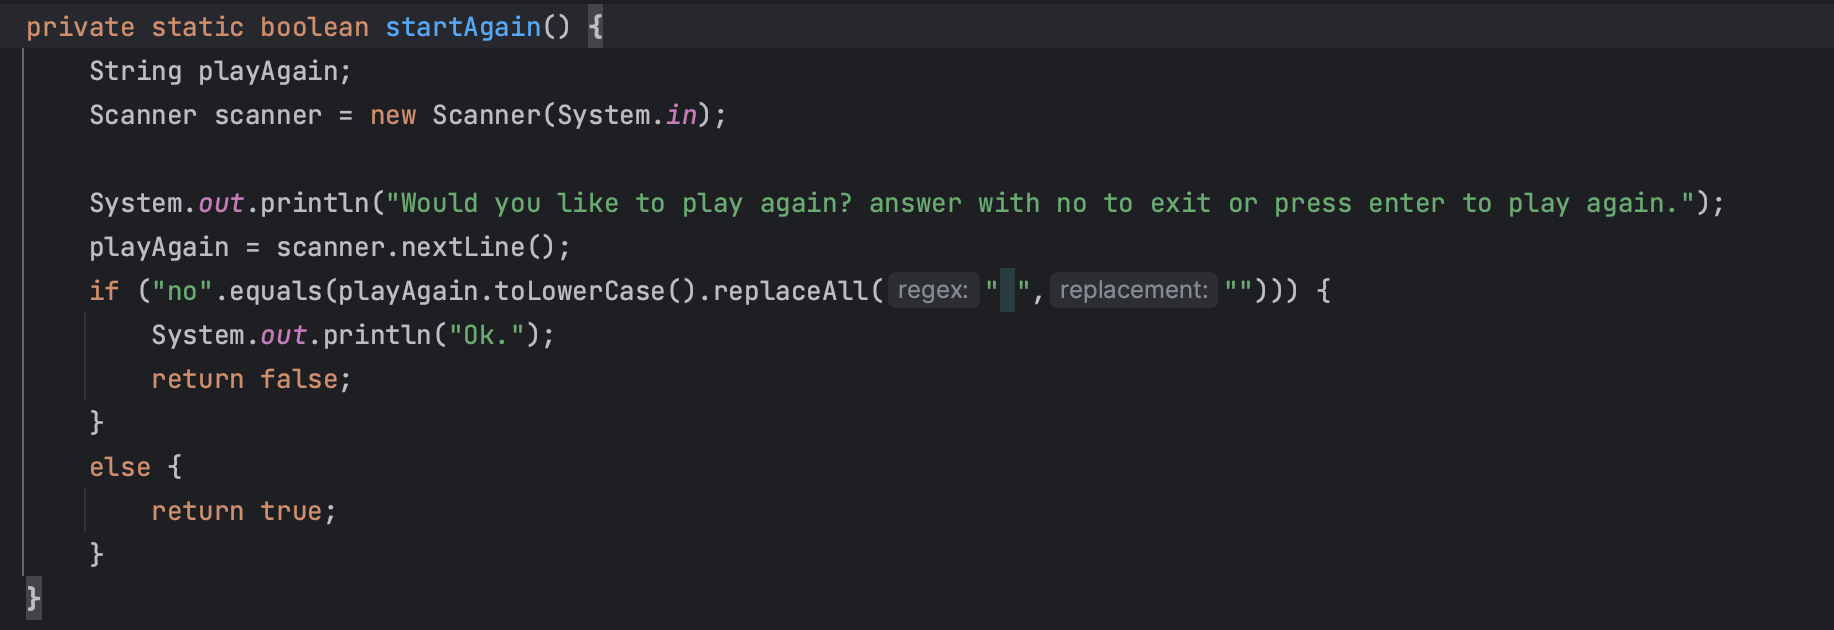 private static boolean startAgain() {
    String playAgain;
    Scanner scanner = new Scanner(System.in);

    System.out.println("Would you like to play again? answer with no to exit or press enter to play again.");
    playAgain = scanner.nextLine();
    if ("no".equals(playAgain.toLowerCase().replaceAll( regex: " ", replacement: ""))) {
        System.out.println("Ok.");
        return false;
    }
    else {
        return true;
    }
}